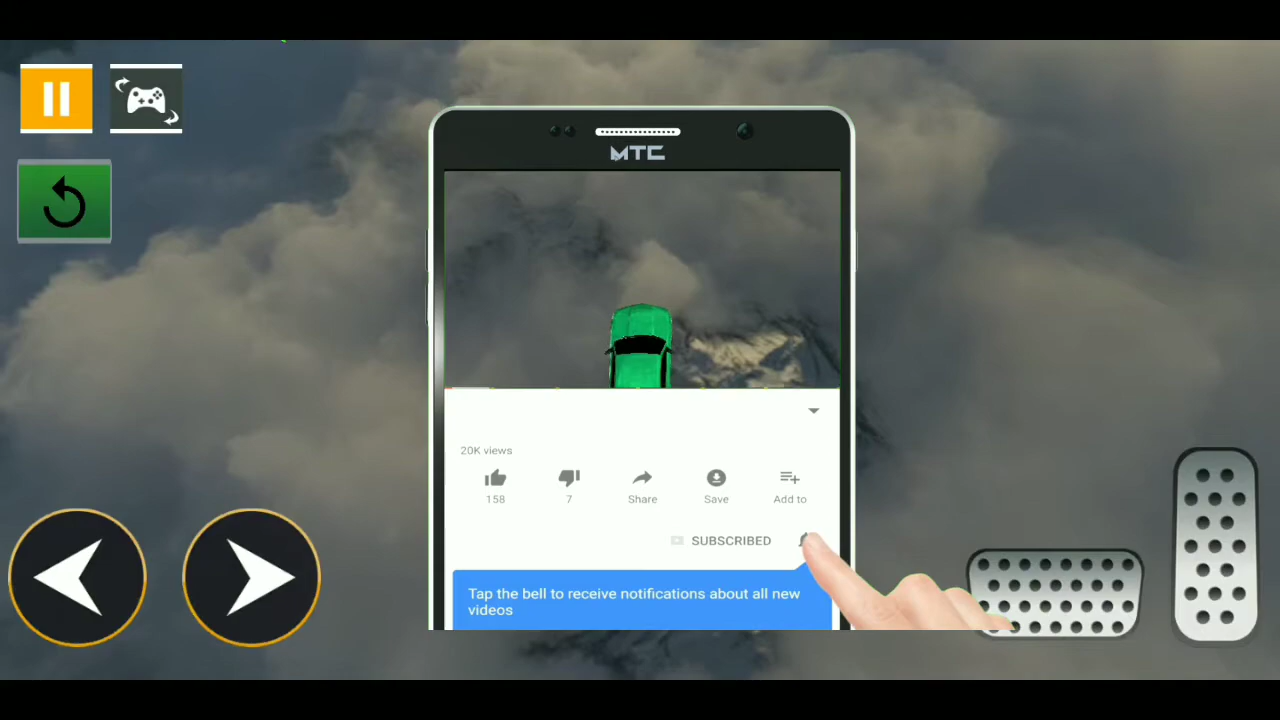 MTC
20K views
158
7
Share
Save
Add to
SUBSCRIBED
Tap the bell to receive notifications about all new
videos